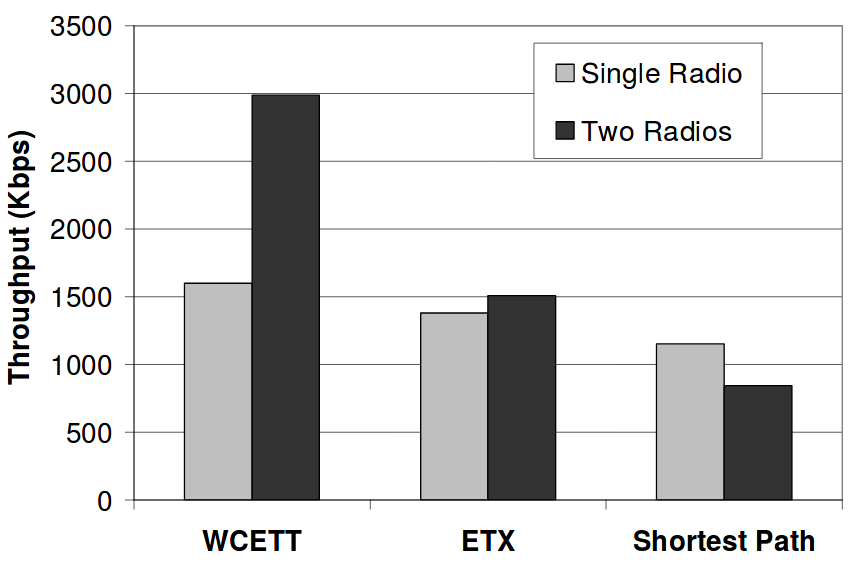 Throughput (Kbps)
3500
3000
2500
2000
1500
1000
500
0
Single Radio
Two Radios
WCETT
ETX
Shortest Path